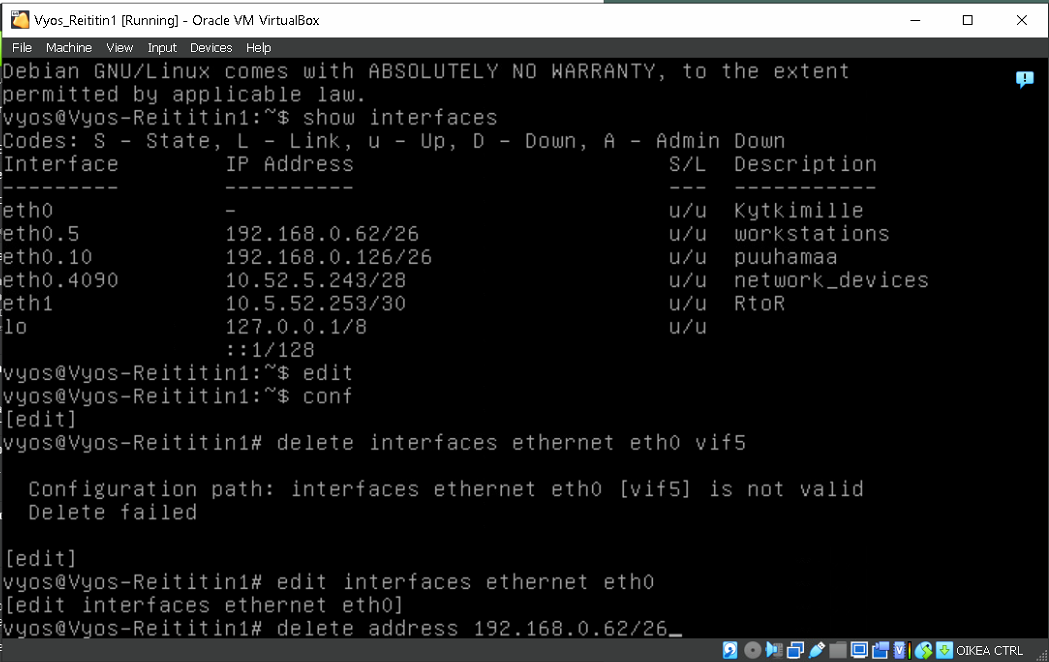 Vyos_Reititin1 [Running] - Oracle VM VirtualBox
File Machine View Input Devices Help
Debian GNU/Linux comes with ABSOLUTELY NO WARRANTY, to the extent
permitted by applicable law.
vyos@Vyos-Reititin1:~$ show interfaces
Codes: S - State, L - Link, u - Up, D - Down, A - Admin Down
Interface IP Address S/L Description
--------- ---------- --- -----------
eth0 - u/u Kytkimille
eth0.5 192.168.0.62/26 u/u workstations
eth0.10 192.168.0.126/26 u/u puuhamaa
eth0.4090 10.52.5.243/28 u/u network_devices
eth1 10.5.52.253/30 u/u RtoR
lo 127.0.0.1/8 u/u
::1/128
vyos@Vyos-Reititin1:~$ edit
vyos@Vyos-Reititin1:~$ conf
[edit]
vyos@Vyos-Reititin1# delete interfaces ethernet eth0 vif5
Configuration path: interfaces ethernet eth0 [vif5] is not valid
Delete failed
[edit]
vyos@Vyos-Reititin1# edit interfaces ethernet eth0
[edit interfaces ethernet eth0]
vyos@Vyos-Reititin1# delete address 192.168.0.62/26_
OIKEA CTRL